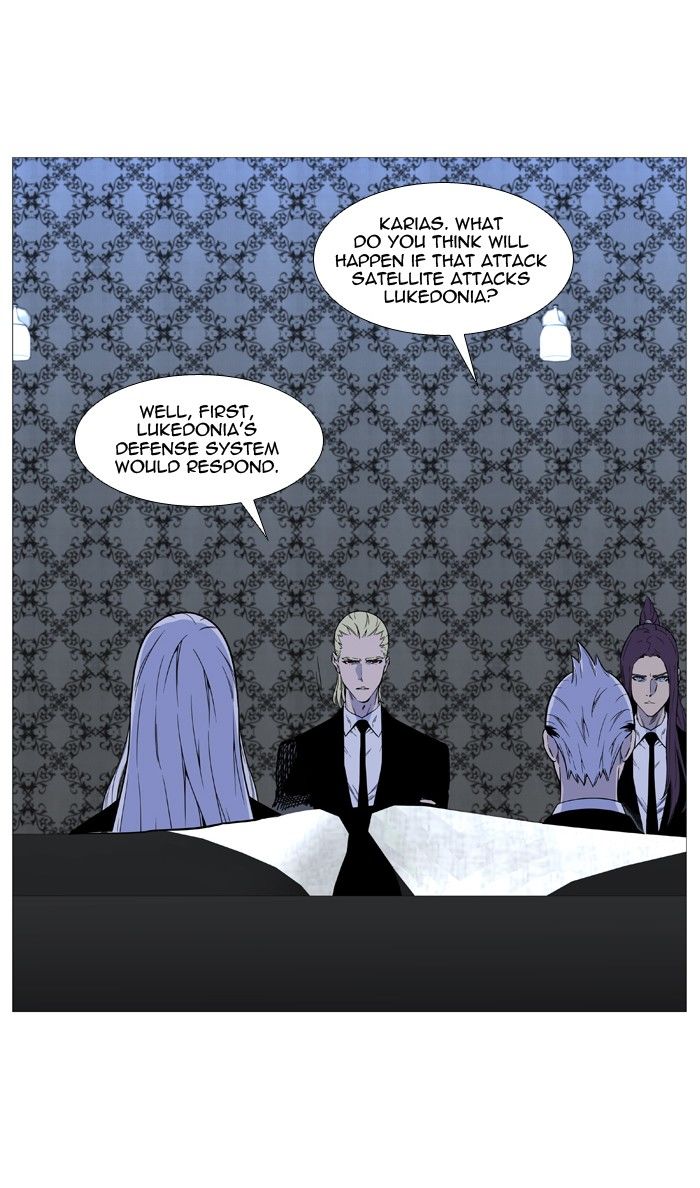 KARIAS. WHAT
DO YOU THINK WILL
HAPPEN IF THAT ATTACK
SATELLITE ATTACKS
LUKEDONIA?
WELL, FIRST,
LUKEDONIA'S
DEFENSE SYSTEM
WOULD RESPOND.